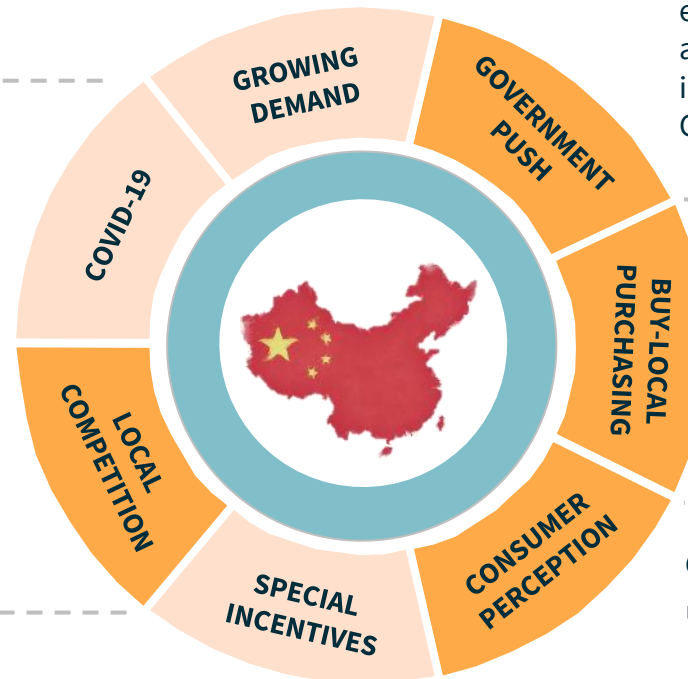 GROWING
DEMAND
GOVERNMENT
PUSH
BUY-LOCAL
PURCHASING
CONSUMER
PERCEPTION
SPECIAL
INCENTIVES
LOCAL
COMPETITION
COVID-19